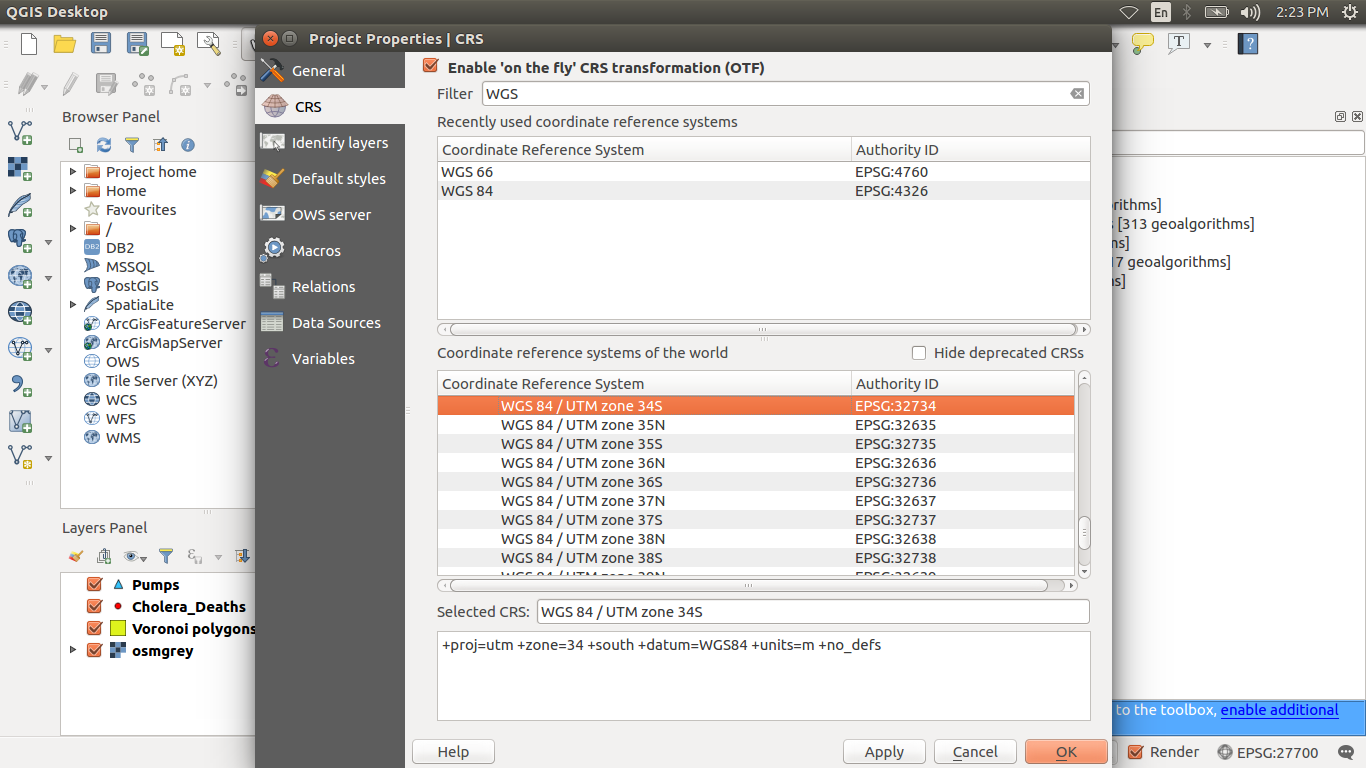 QGIS Desktop
En
2:23 PM
Project Properties | CRS
General
CRS
Identify layers
Default styles
OWS server
Macros
Relations
Data Sources
Variables
Browser Panel
Project home
Home
Favourites
/
DB2
MSSQL
PostGIS
SpatiaLite
ArcGisFeatureServer
ArcGisMapServer
OWS
Tile Server (XYZ)
WCS
WFS
WMS
Layers Panel
Pumps
Cholera_Deaths
Voronoi polygons
osmgrey
Enable 'on the fly' CRS transformation (OTF)
Filter WGS
Recently used coordinate reference systems
Coordinate Reference System Authority ID
WGS 66 EPSG:4760
WGS 84 EPSG:4326
Coordinate reference systems of the world Hide deprecated CRSs
Coordinate Reference System Authority ID
WGS 84 / UTM zone 34S EPSG:32734
WGS 84 / UTM zone 35N EPSG:32635
WGS 84 / UTM zone 35S EPSG:32735
WGS 84 / UTM zone 36N EPSG:32636
WGS 84 / UTM zone 36S EPSG:32736
WGS 84 / UTM zone 37N EPSG:32637
WGS 84 / UTM zone 37S EPSG:32737
WGS 84 / UTM zone 38N EPSG:32638
WGS 84 / UTM zone 38S EPSG:32738
Selected CRS: WGS 84 / UTM zone 34S
+proj=utm +zone=34 +south +datum=WGS84 +units=m +no_defs
Help Apply Cancel OK
[313 geoalgorithms]
geoalgorithms]
to the toolbox, enable additional
Render EPSG:27700